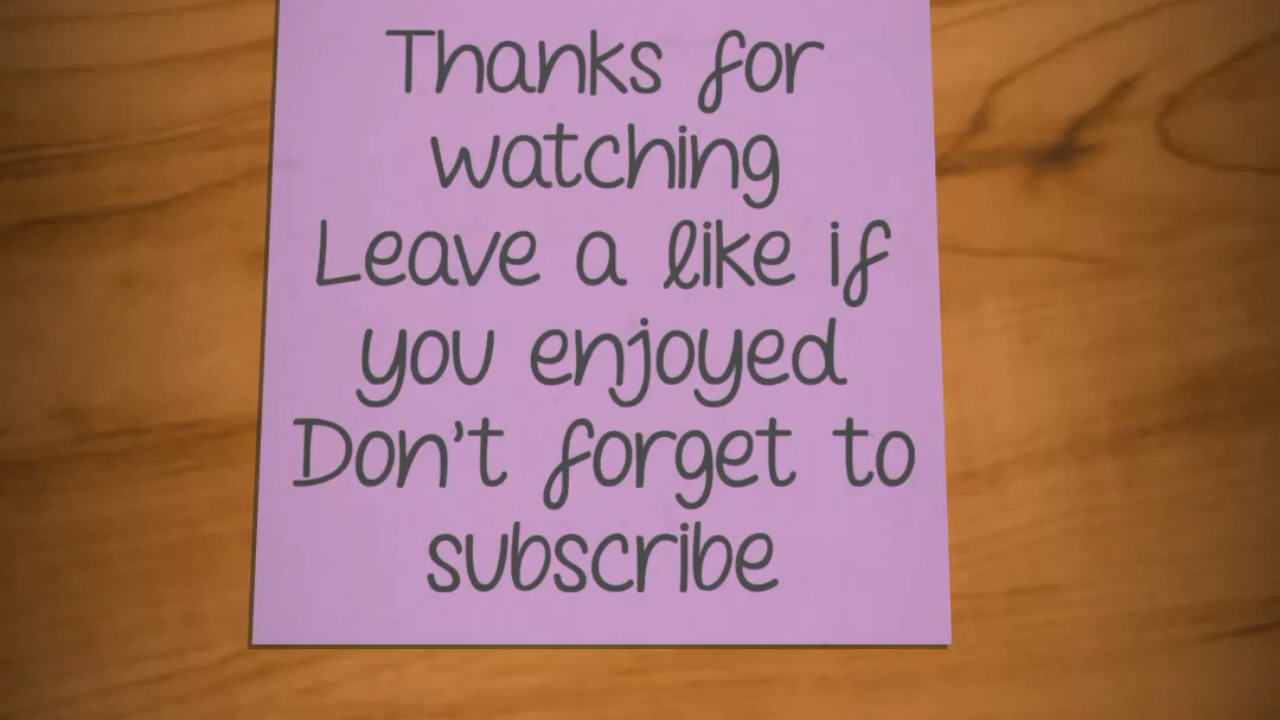 Thanks for
watching
Leave a like if
you enjoyed
Don't forget to
subscribe